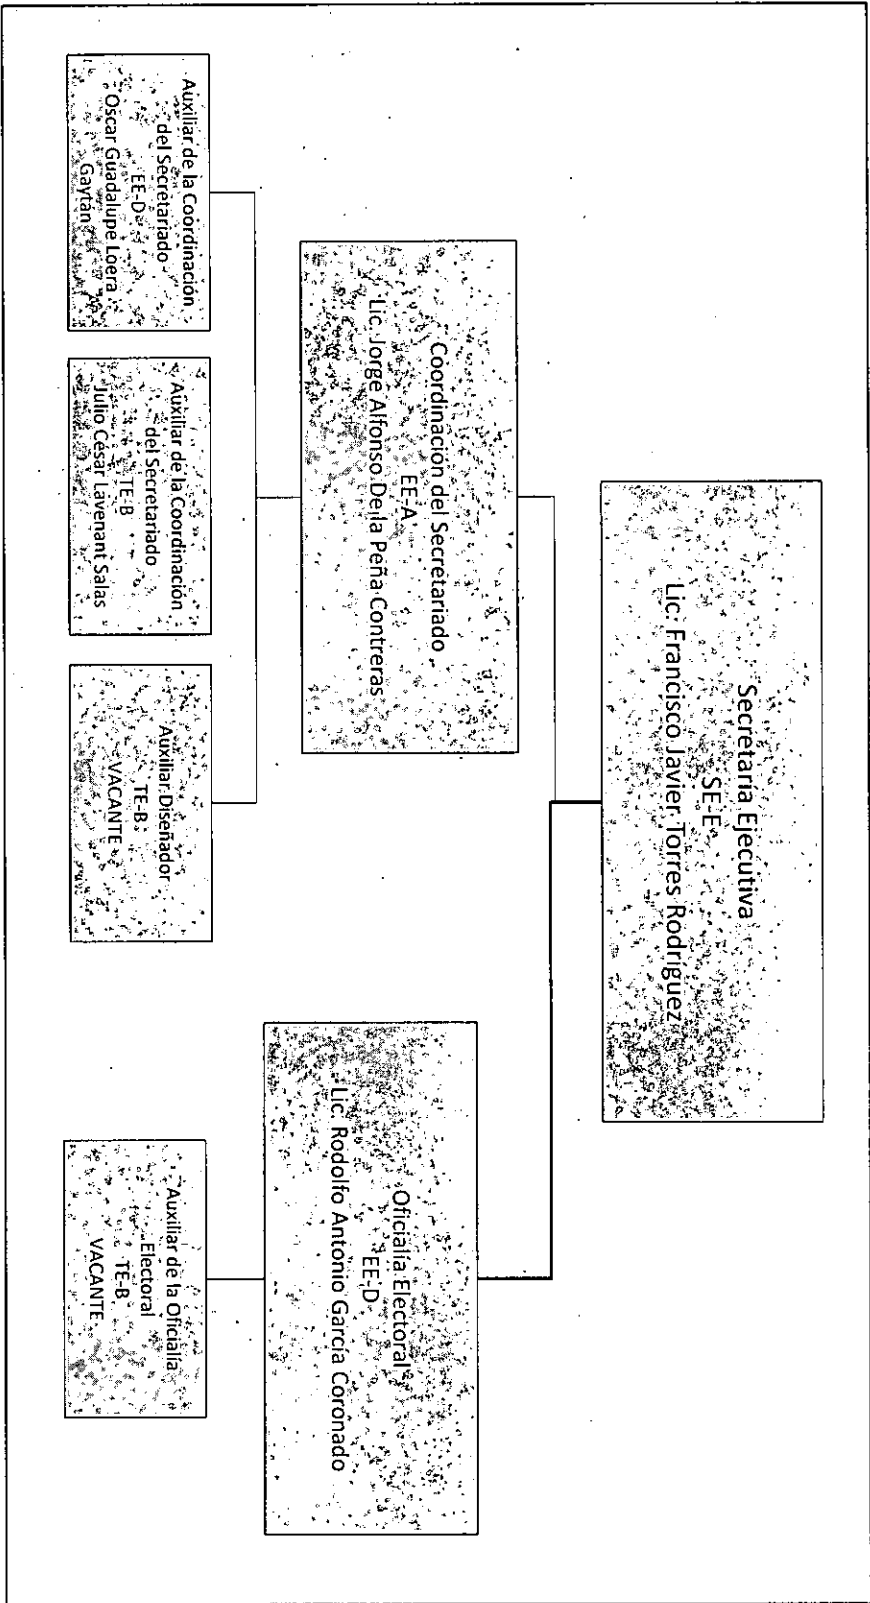 Secretaría Ejecutiva
SE-E
Lic. Francisco Javier Torres Rodríguez
Coordinación del Secretariado
EE-A
Lic. Jorge Alfonso De la Peña Contreras
Oficialía Electoral
EE-D
Lic. Rodolfo Antonio García Coronado
Auxiliar de la Coordinación
del Secretariado
EE-D
Oscar Guadalupe Loera
Gaytán
Auxiliar de la Coordinación
del Secretariado
TE-B
Julio César Lavenant Salas
Auxiliar Diseñador
TE-B
VACANTE
Auxiliar de la Oficialía
Electoral
TE-B
VACANTE